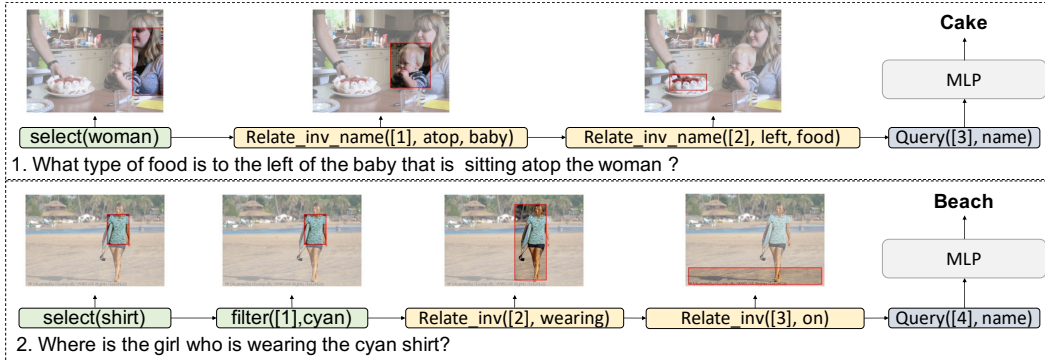 Cake
MLP
select(woman)
Relate_inv_name([1], atop, baby)
Relate_inv_name([2], left, food)
Query([3], name)
1. What type of food is to the left of the baby that is sitting atop the woman ?
Beach
MLP
select(shirt)
filter([1],cyan)
Relate_inv([2], wearing)
Relate_inv([3], on)
Query([4], name)
2. Where is the girl who is wearing the cyan shirt?